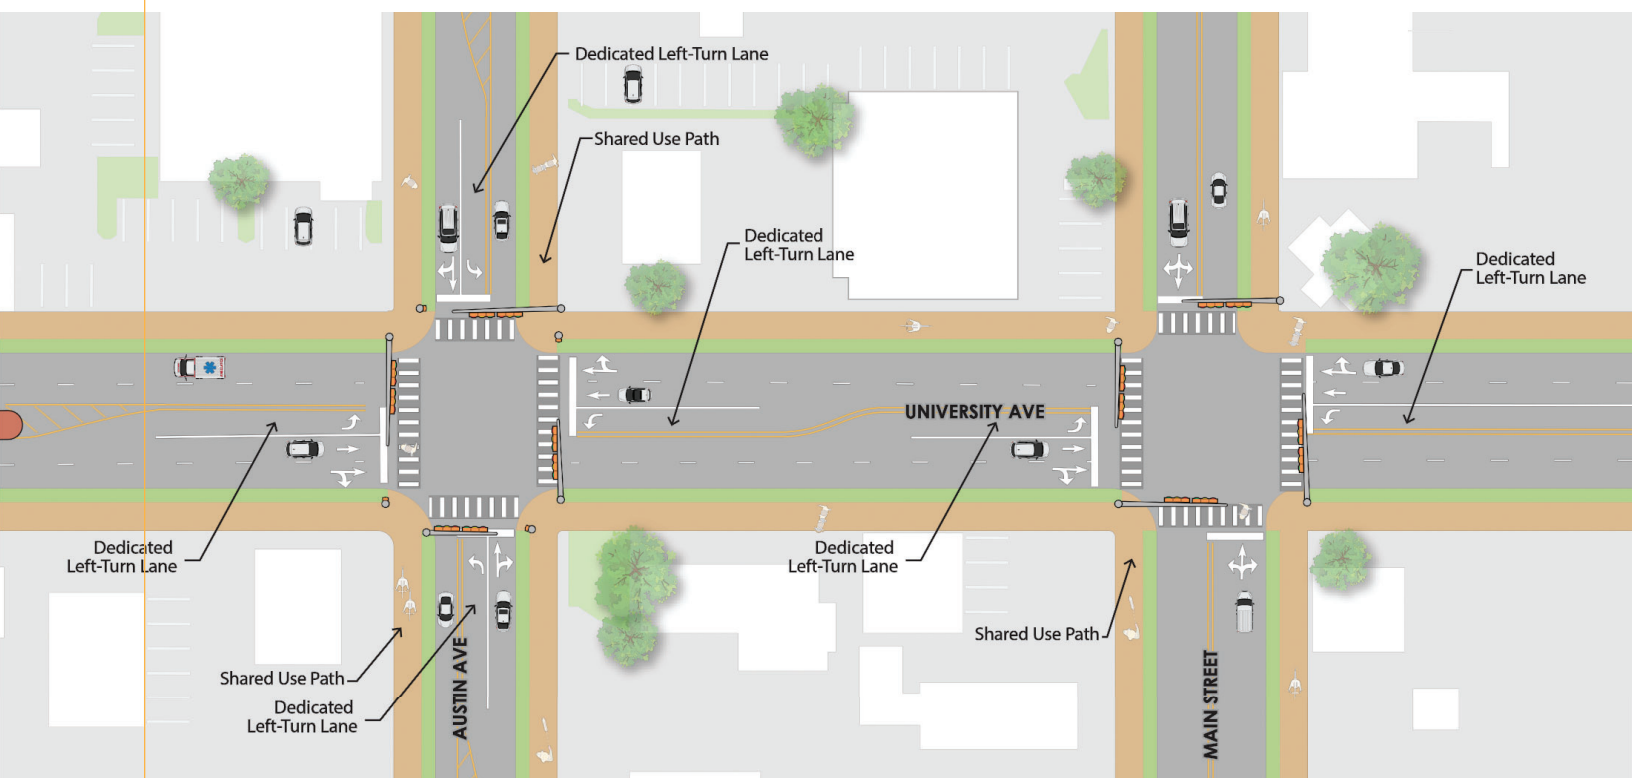 Dedicated Left-Turn Lane
Shared Use Path
Dedicated
Left-Turn Lane
Dedicated
Left-Turn Lane
UNIVERSITY AVE
Dedicated
Left-Turn Lane
Dedicated
Left-Turn Lane
Shared Use Path
Shared Use Path
Dedicated
Left-Turn Lane
AUSTIN AVE
MAIN STREET